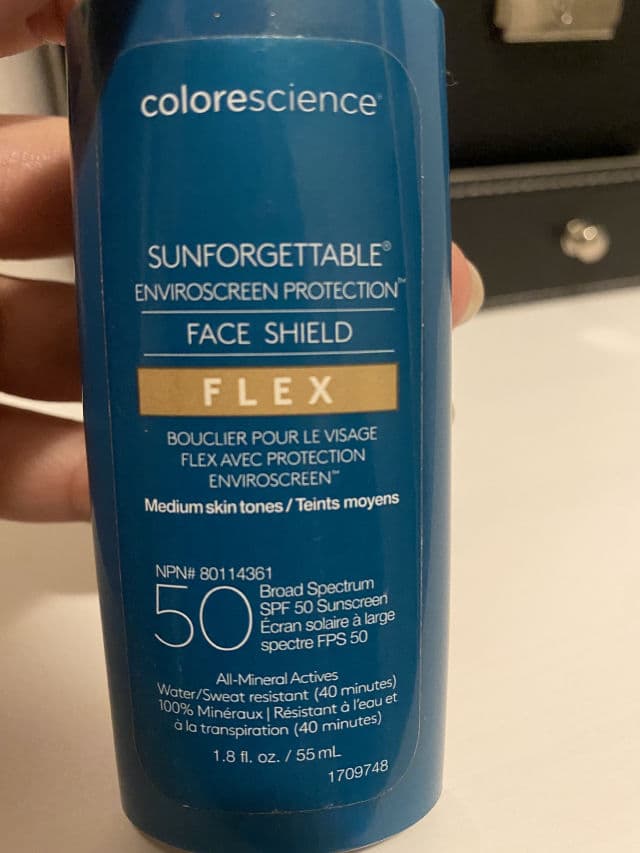 colorescience®
SUNFORGETTABLE®
ENVIROSCREEN PROTECTION™
FACE SHIELD
FLEX
BOUCLIER POUR LE VISAGE
FLEX AVEC PROTECTION
ENVIROSCREEN™
Medium skin tones / Teints moyens
NPN# 80114361
50
Broad Spectrum
SPF 50 Sunscreen
Écran solaire à large
spectre FPS 50
All-Mineral Actives
Water/Sweat resistant (40 minutes)
100% Minéraux | Résistant à l'eau et
à la transpiration (40 minutes)
1.8 fl. oz. / 55 mL
1709748